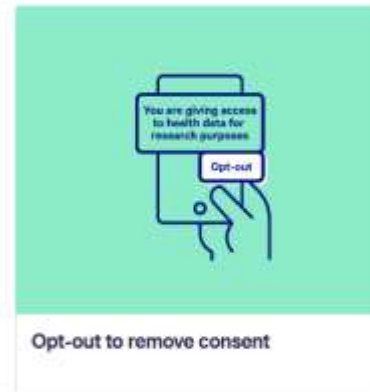 You are giving access
to health data for
research purposes
Opt-out
Opt-out to remove consent